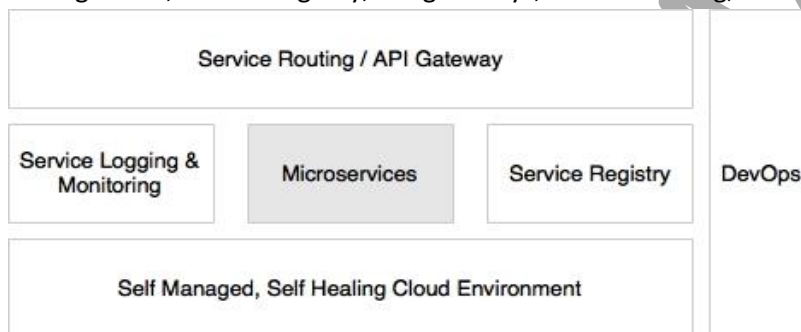 Service Routing / API Gateway
Service Logging &
Monitoring
Microservices
Service Registry
DevOps
Self Managed, Self Healing Cloud Environment